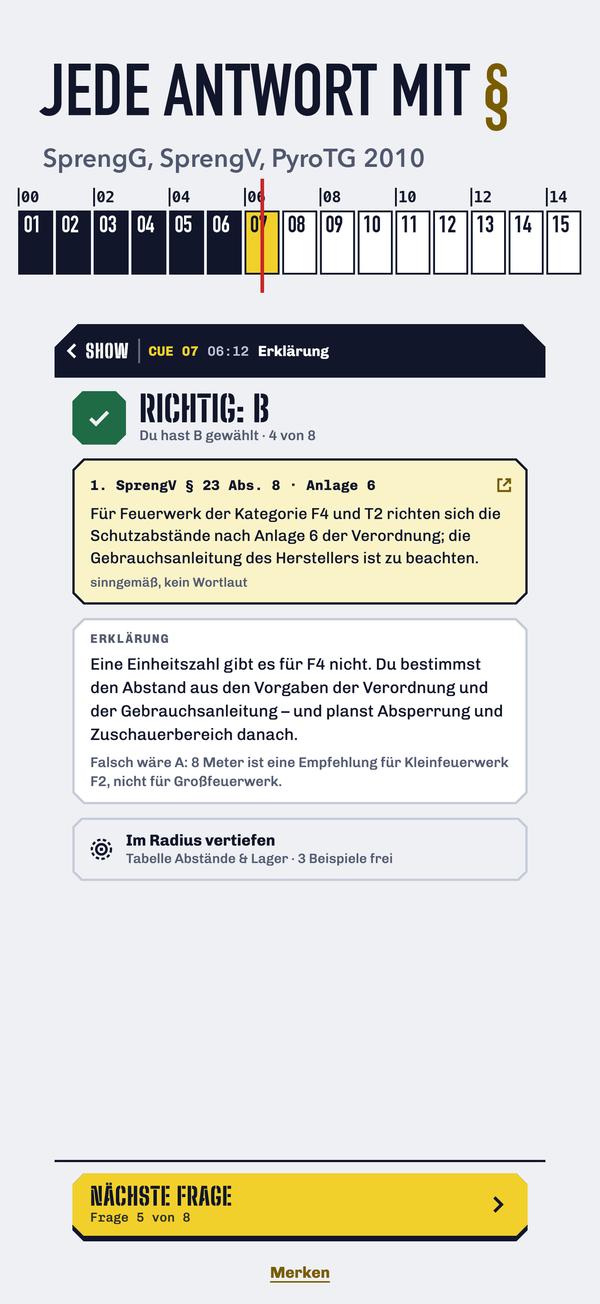 JEDE ANTWORT MIT §
SprengG, SprengV, PyroTG 2010
00 02 04 06 08 10 12 14
01 02 03 04 05 06 07 08 09 10 11 12 13 14 15
SHOW CUE 07 06:12 Erklärung
RICHTIG: B
Du hast B gewählt · 4 von 8
1. SprengV § 23 Abs. 8 · Anlage 6
Für Feuerwerk der Kategorie F4 und T2 richten sich die
Schutzabstände nach Anlage 6 der Verordnung; die
Gebrauchsanleitung des Herstellers ist zu beachten.
sinngemäß, kein Wortlaut
ERKLÄRUNG
Eine Einheitszahl gibt es für F4 nicht. Du bestimmst
den Abstand aus den Vorgaben der Verordnung und
der Gebrauchsanleitung – und planst Absperrung und
Zuschauerbereich danach.
Falsch wäre A: 8 Meter ist eine Empfehlung für Kleinfeuerwerk
F2, nicht für Großfeuerwerk.
Im Radius vertiefen
Tabelle Abstände & Lager · 3 Beispiele frei
NÄCHSTE FRAGE
Frage 5 von 8
Merken